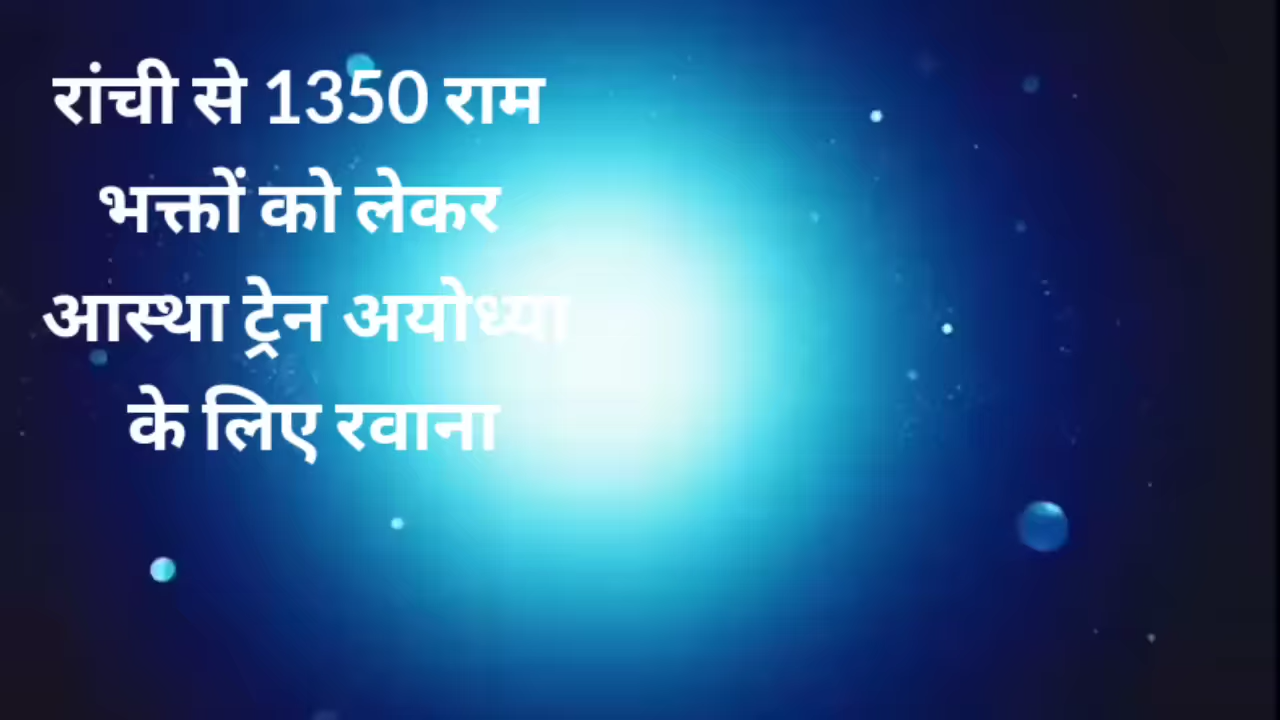 रांची से 1350 राम
भक्तों को लेकर
आस्था ट्रेन अयोध्या
के लिए रवाना